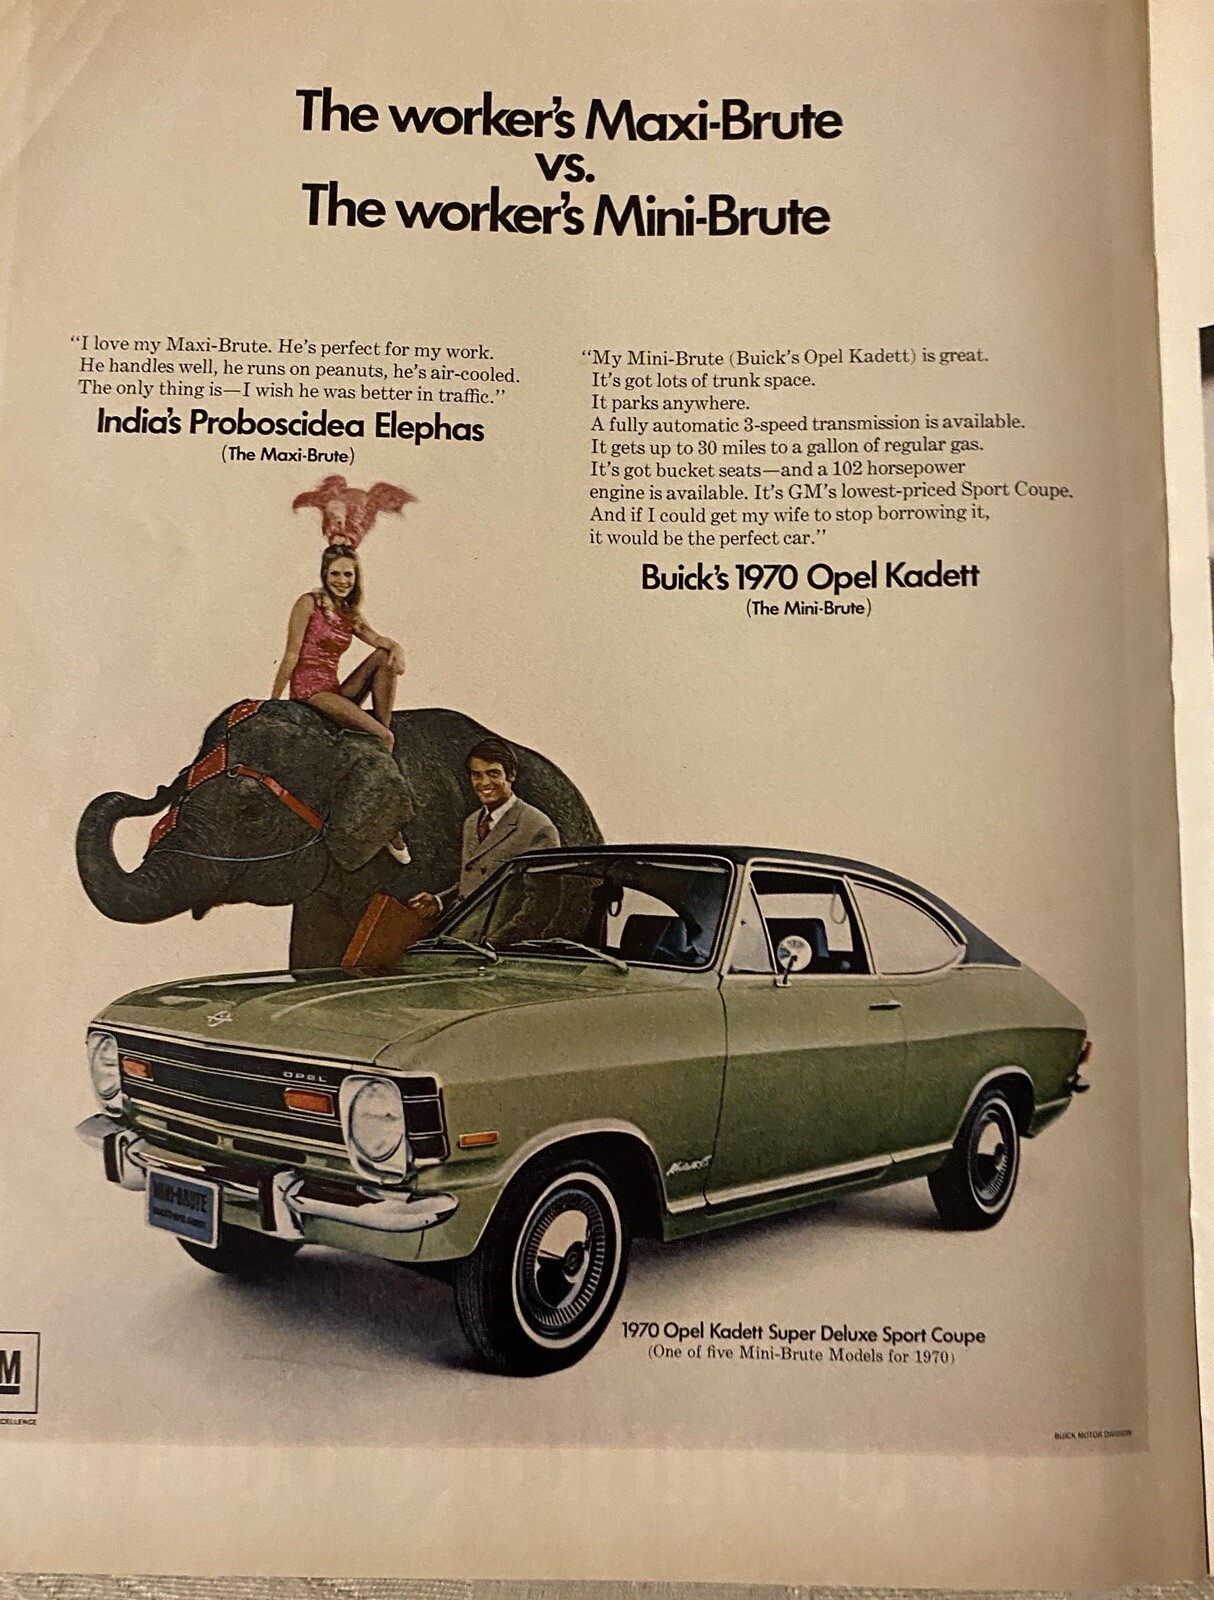 The worker's Maxi-Brute
vs.
The worker's Mini-Brute
"I love my Maxi-Brute. He's perfect for my work.
He handles well, he runs on peanuts, he's air-cooled.
The only thing is—I wish he was better in traffic."
India's Proboscidea Elephas
(The Maxi-Brute)
"My Mini-Brute (Buick's Opel Kadett) is great.
It's got lots of trunk space.
It parks anywhere.
A fully automatic 3-speed transmission is available.
It gets up to 30 miles to a gallon of regular gas.
It's got bucket seats—and a 102 horsepower
engine is available. It's GM's lowest-priced Sport Coupe.
And if I could get my wife to stop borrowing it,
it would be the perfect car."
Buick's 1970 Opel Kadett
(The Mini-Brute)
OPEL
MINI-BRUTE
1970 Opel Kadett Super Deluxe Sport Coupe
(One of five Mini-Brute Models for 1970)
M
CELLENCE
BUICK MOTOR DIVISION